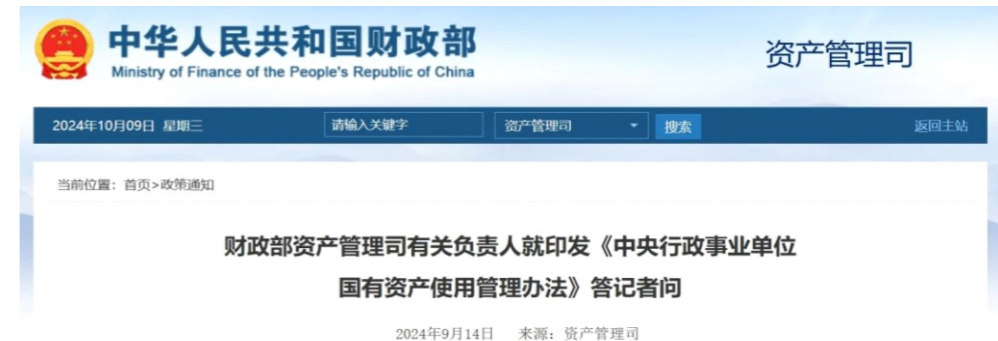 中华人民共和国财政部
Ministry of Finance of the People's Republic of China
资产管理司
2024年10月09日 星期三 请输入关键字 资产管理司 搜索 返回主站
当前位置：首页>政策通知
财政部资产管理司有关负责人就印发《中央行政事业单位
国有资产使用管理办法》答记者问
2024年9月14日 来源：资产管理司